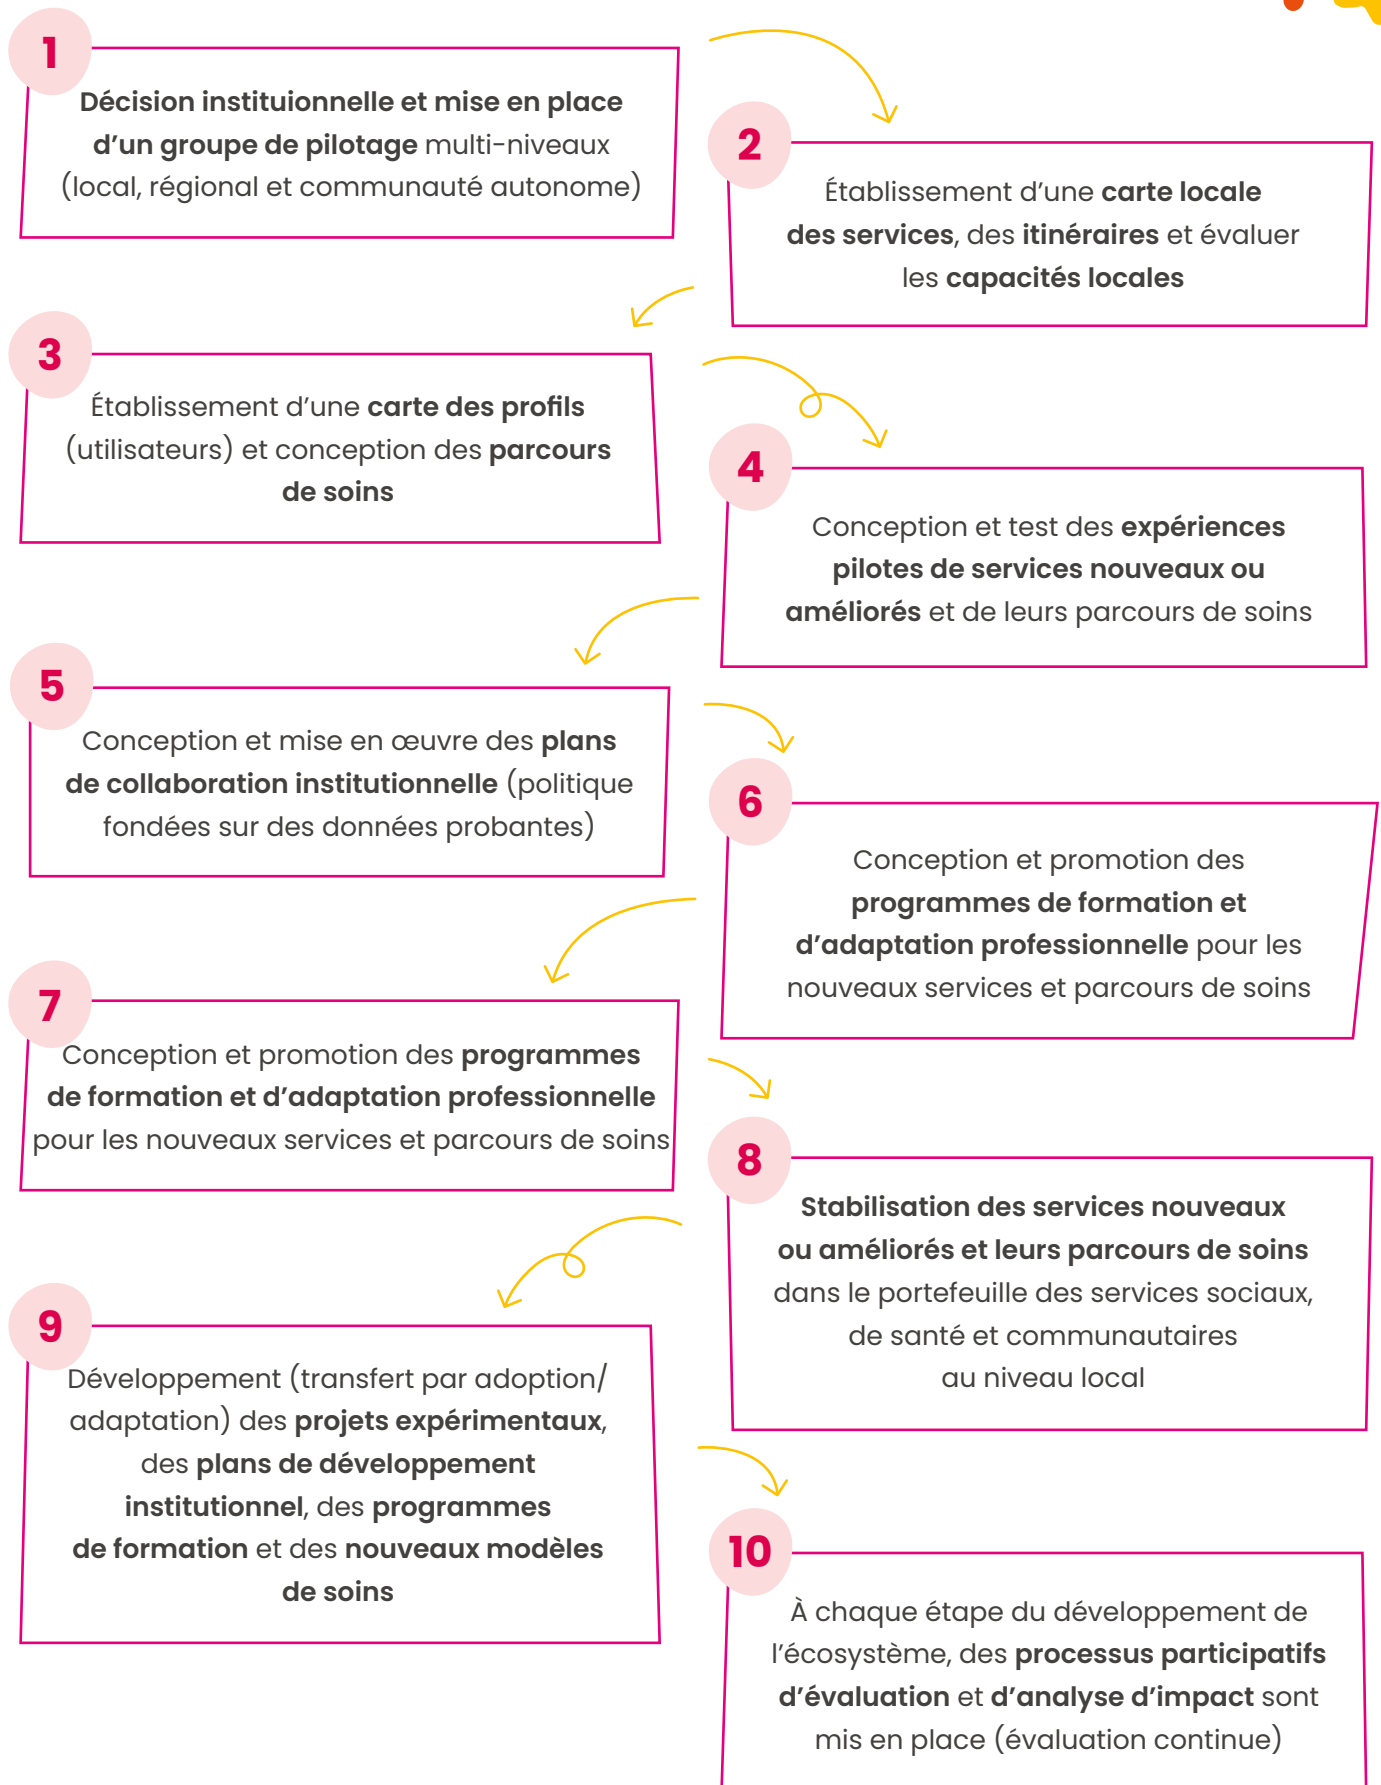 1
Décision instituionnelle et mise en place
d'un groupe de pilotage multi-niveaux
(local, régional et communauté autonome)
2
Établissement d'une carte locale
des services, des itinéraires et évaluer
les capacités locales
3
Établissement d'une carte des profils
(utilisateurs) et conception des parcours
de soins
4
Conception et test des expériences
pilotes de services nouveaux ou
améliorés et de leurs parcours de soins
5
Conception et mise en œuvre des plans
de collaboration institutionnelle (politique
fondées sur des données probantes)
6
Conception et promotion des
programmes de formation et
d'adaptation professionnelle pour les
nouveaux services et parcours de soins
7
Conception et promotion des programmes
de formation et d'adaptation professionnelle
pour les nouveaux services et parcours de soins
8
Stabilisation des services nouveaux
ou améliorés et leurs parcours de soins
dans le portefeuille des services sociaux,
de santé et communautaires
au niveau local
9
Développement (transfert par adoption/
adaptation) des projets expérimentaux,
des plans de développement
institutionnel, des programmes
de formation et des nouveaux modèles
de soins
10
À chaque étape du développement de
l'écosystème, des processus participatifs
d'évaluation et d'analyse d'impact sont
mis en place (évaluation continue)